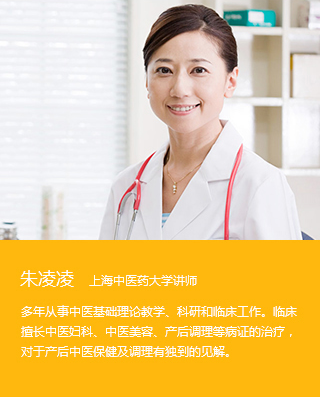 朱凌凌 上海中医药大学讲师
多年从事中医基础理论教学、科研和临床工作。临床
擅长中医妇科、中医美容、产后调理等病证的治疗，
对于产后中医保健及调理有独到的见解。